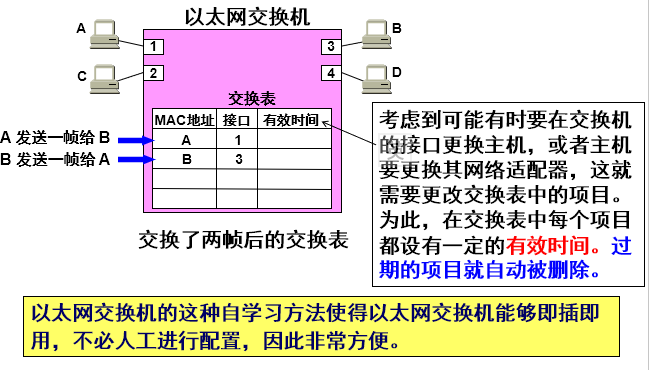 以太网交换机
A
B
1
3
C
D
2
4
交换表
MAC地址 接口 有效时间
A 发送一帧给 B
A 1
B 发送一帧给 A
B 3
交换了两帧后的交换表
考虑到可能有时要在交换机
的接口更换主机，或者主机
要更换其网络适配器，这就
需要更改交换表中的项目。
为此，在交换表中每个项目
都设有一定的有效时间。过
期的项目就自动被删除。
以太网交换机的这种自学习方法使得以太网交换机能够即插即
用，不必人工进行配置，因此非常方便。